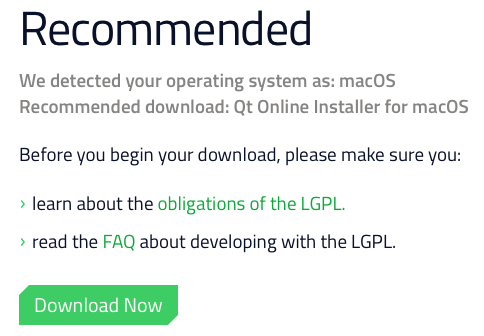 Recommended
We detected your operating system as: macOS
Recommended download: Qt Online Installer for macOS
Before you begin your download, please make sure you:
› learn about the obligations of the LGPL.
› read the FAQ about developing with the LGPL.
Download Now